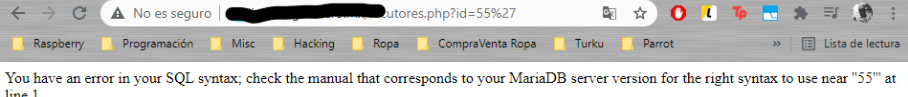 No es seguro | utores.php?id=55%27
Raspberry Programación Misc Hacking Ropa CompraVenta Ropa Turku Parrot » Lista de lectura
You have an error in your SQL syntax; check the manual that corresponds to your MariaDB server version for the right syntax to use near ''55''' at
line 1